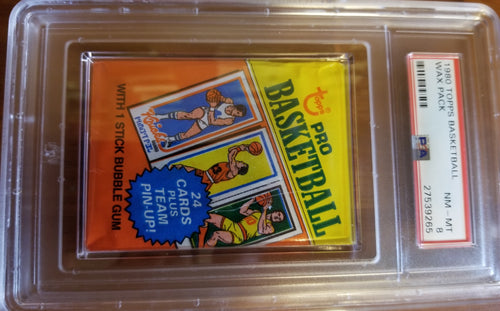 1980 TOPPS BASKETBALL
WAX PACK
NM-MT
8
PSA
27539265
topps
PRO
BASKETBALL
24
CARDS
PLUS
TEAM
PIN-UP!
WITH 1 STICK BUBBLE GUM